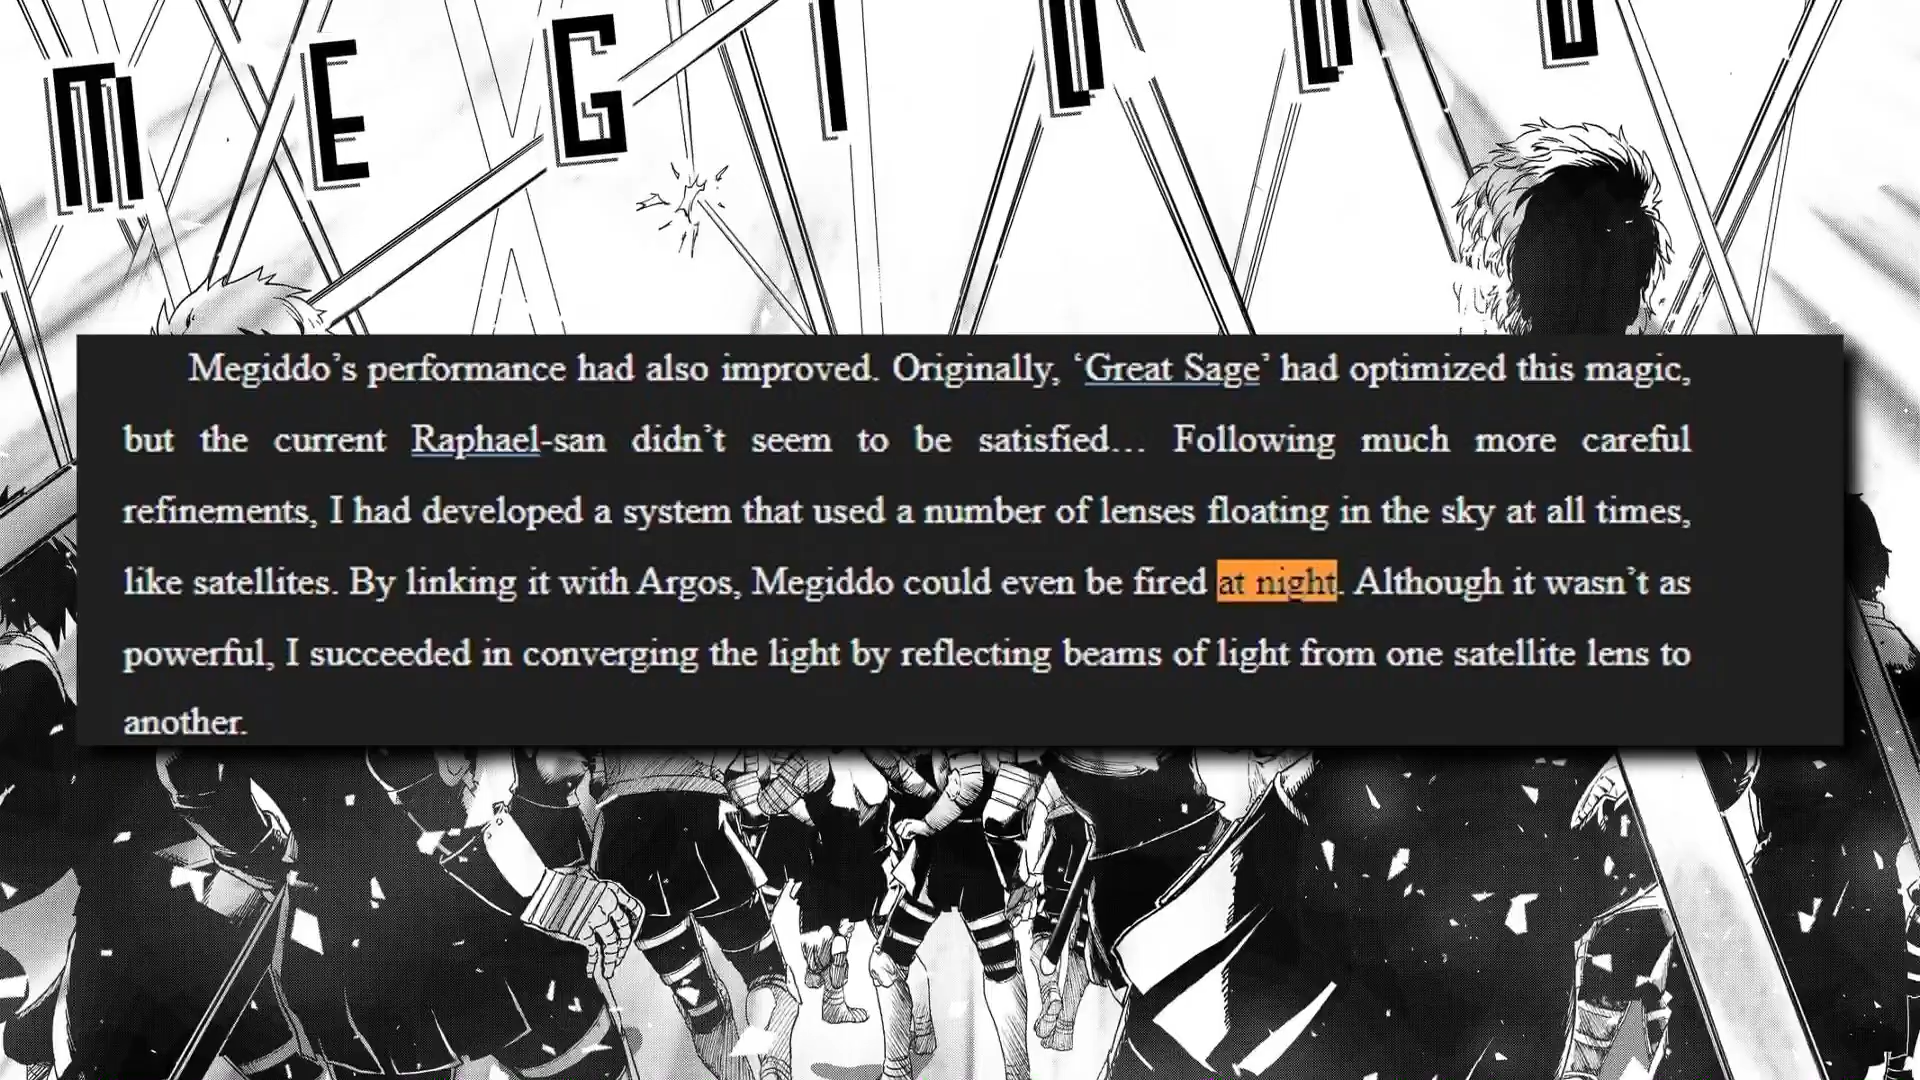 MEGIDDO
Megiddo’s performance had also improved. Originally, ‘Great Sage’ had optimized this magic,
but the current Raphael-san didn’t seem to be satisfied… Following much more careful
refinements, I had developed a system that used a number of lenses floating in the sky at all times,
like satellites. By linking it with Argos, Megiddo could even be fired at night. Although it wasn’t as
powerful, I succeeded in converging the light by reflecting beams of light from one satellite lens to
another.